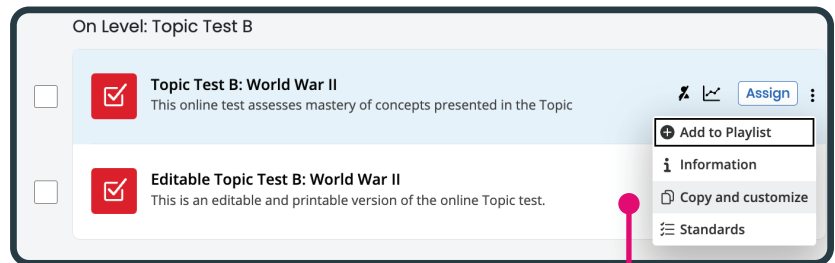 On Level: Topic Test B
Topic Test B: World War II
This online test assesses mastery of concepts presented in the Topic
Assign
Add to Playlist
Information
Copy and customize
Standards
Editable Topic Test B: World War II
This is an editable and printable version of the online Topic test.